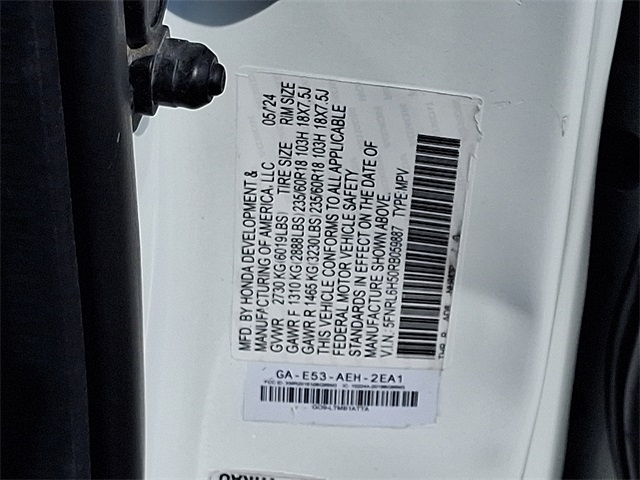 MFD. BY HONDA DEVELOPMENT &
MANUFACTURING OF AMERICA, LLC 05/24
GVWR 2730 KG(6019LBS) TIRE SIZE RIM SIZE
GAWR F 1310 KG(2888LBS) 235/60R18 103H 18X7.5J
GAWR R 1465 KG(3230LBS) 235/60R18 103H 18X7.5J
THIS VEHICLE CONFORMS TO ALL APPLICABLE
FEDERAL MOTOR VEHICLE SAFETY
STANDARDS IN EFFECT ON THE DATE OF
MANUFACTURE SHOWN ABOVE.
V.I.N.: 5FNRL6H50RB059887 TYPE:MPV
GA-E53-AEH-2EA1